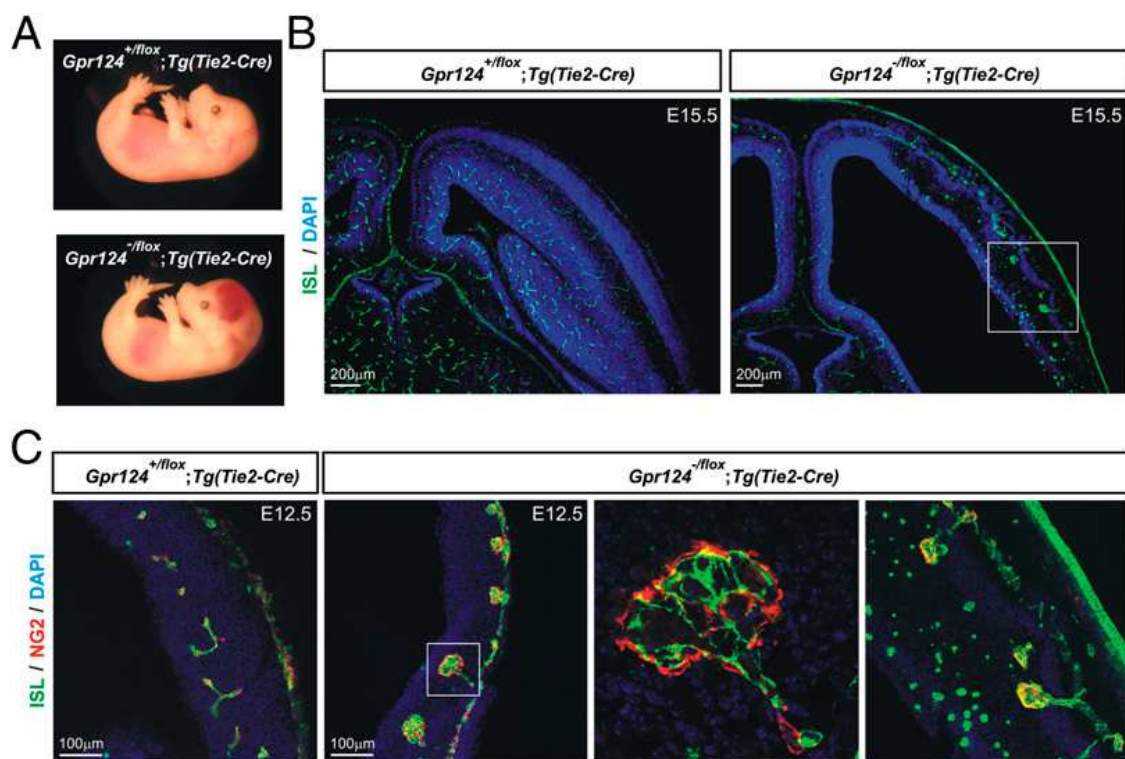 A
Gpr124+/flox;Tg(Tie2-Cre)
Gpr124-/flox;Tg(Tie2-Cre)
B
Gpr124+/flox;Tg(Tie2-Cre)
Gpr124-/flox;Tg(Tie2-Cre)
ISL / DAPI
E15.5
200µm
E15.5
200µm
C
Gpr124+/flox;Tg(Tie2-Cre)
Gpr124-/flox;Tg(Tie2-Cre)
ISL / NG2 / DAPI
E12.5
100µm
E12.5
100µm